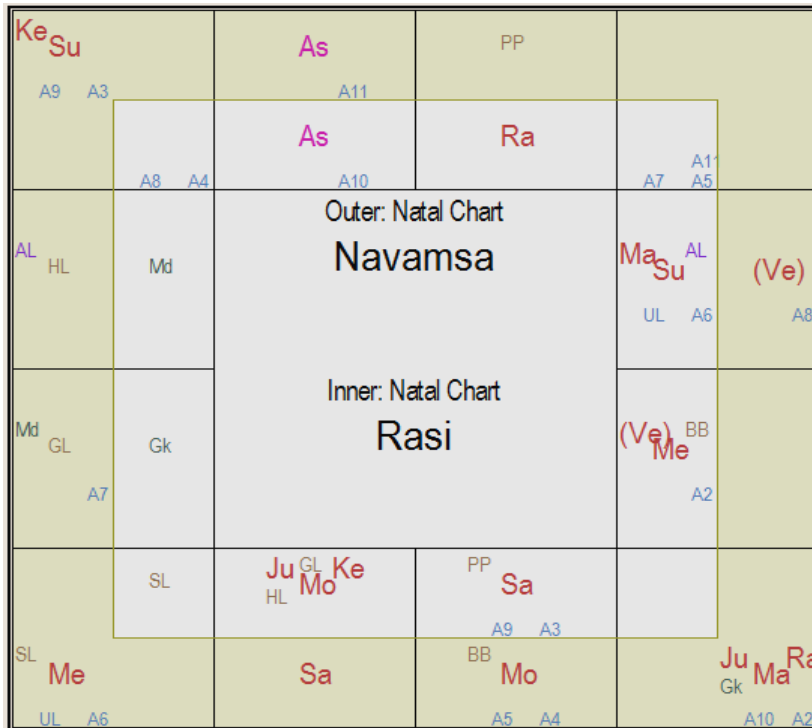 Ke
Su
As
PP
A9 A3
A11
As
Ra
A11
A8 A4
A10
A7 A5
Outer: Natal Chart
Navamsa
AL
HL
Md
Ma
Su
AL
(Ve)
UL A6
A8
Inner: Natal Chart
Rasi
Md
GL
Gk
(Ve)
Me
BB
A7
A2
SL
Ju
GL
Ke
HL
Mo
PP
Sa
A9 A3
SL
Me
Sa
BB
Mo
Ju
Ma
Gk
UL A6
A5 A4
A10 A2